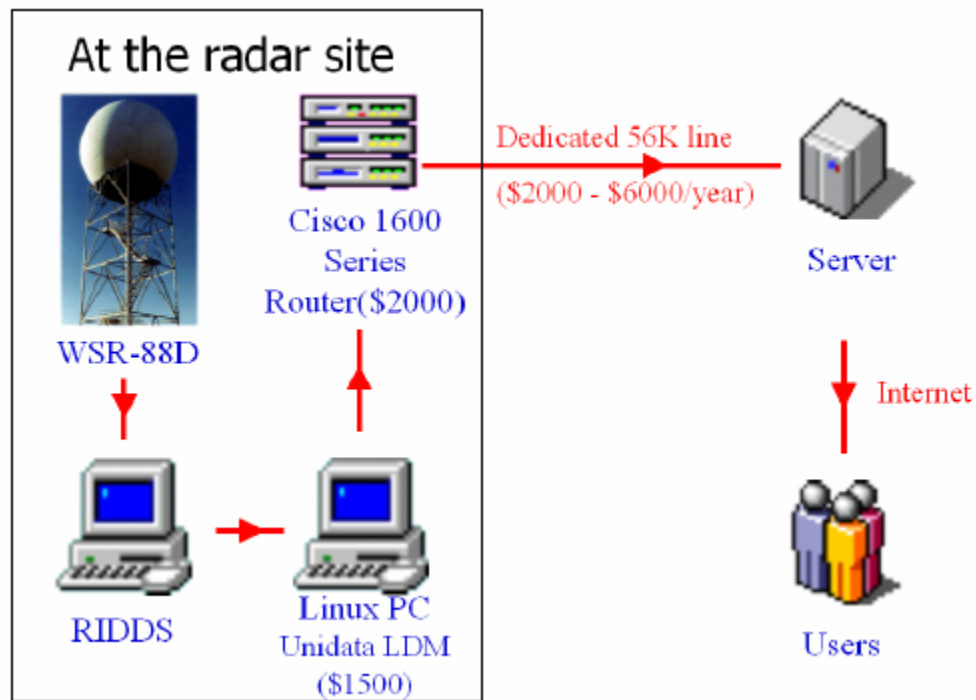 At the radar site
WSR-88D
Cisco 1600
Series
Router($2000)
Dedicated 56K line
($2000 - $6000/year)
Server
Internet
RIDDS
Linux PC
Unidata LDM
($1500)
Users